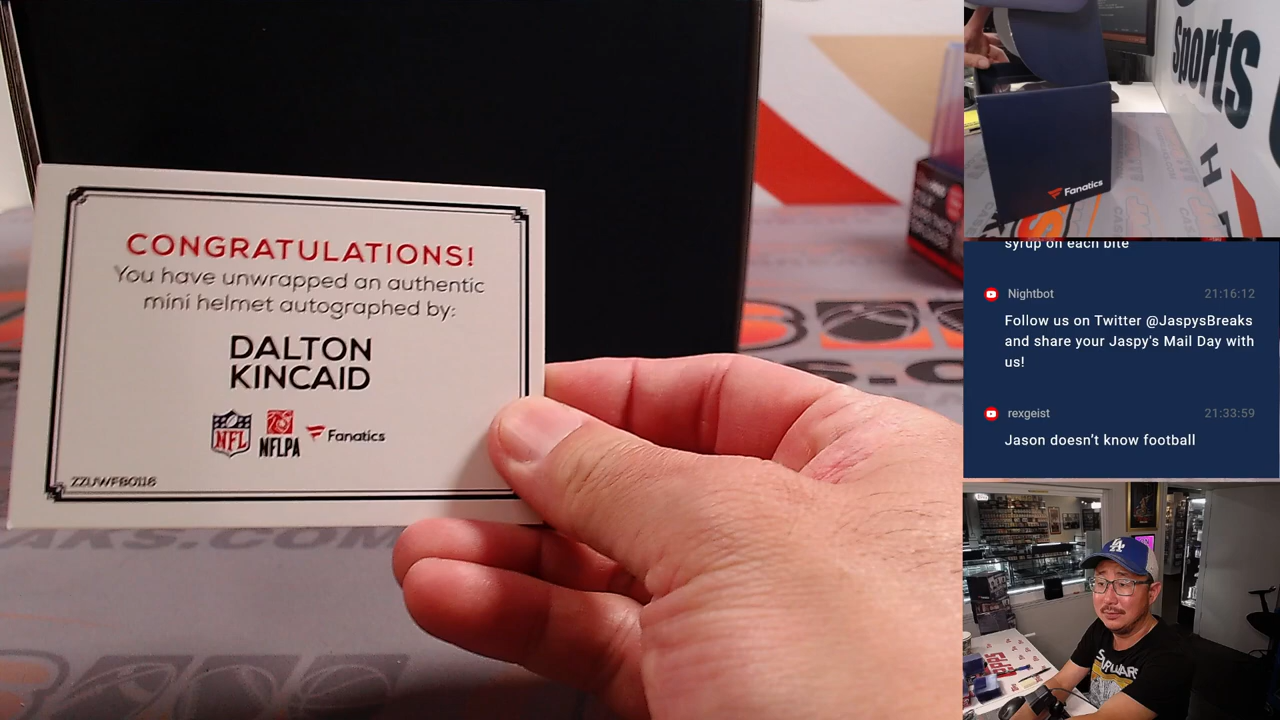 CONGRATULATIONS!
You have unwrapped an authentic
mini helmet autographed by:
DALTON
KINCAID
NFL
NFLPA
Fanatics
ZZUWFB0118
Sports
Fanatics
syrup on each bite
Nightbot
21:16:12
Follow us on Twitter @JaspysBreaks
and share your Jaspy's Mail Day with
us!
rexgeist
21:33:59
Jason doesn't know football
LA